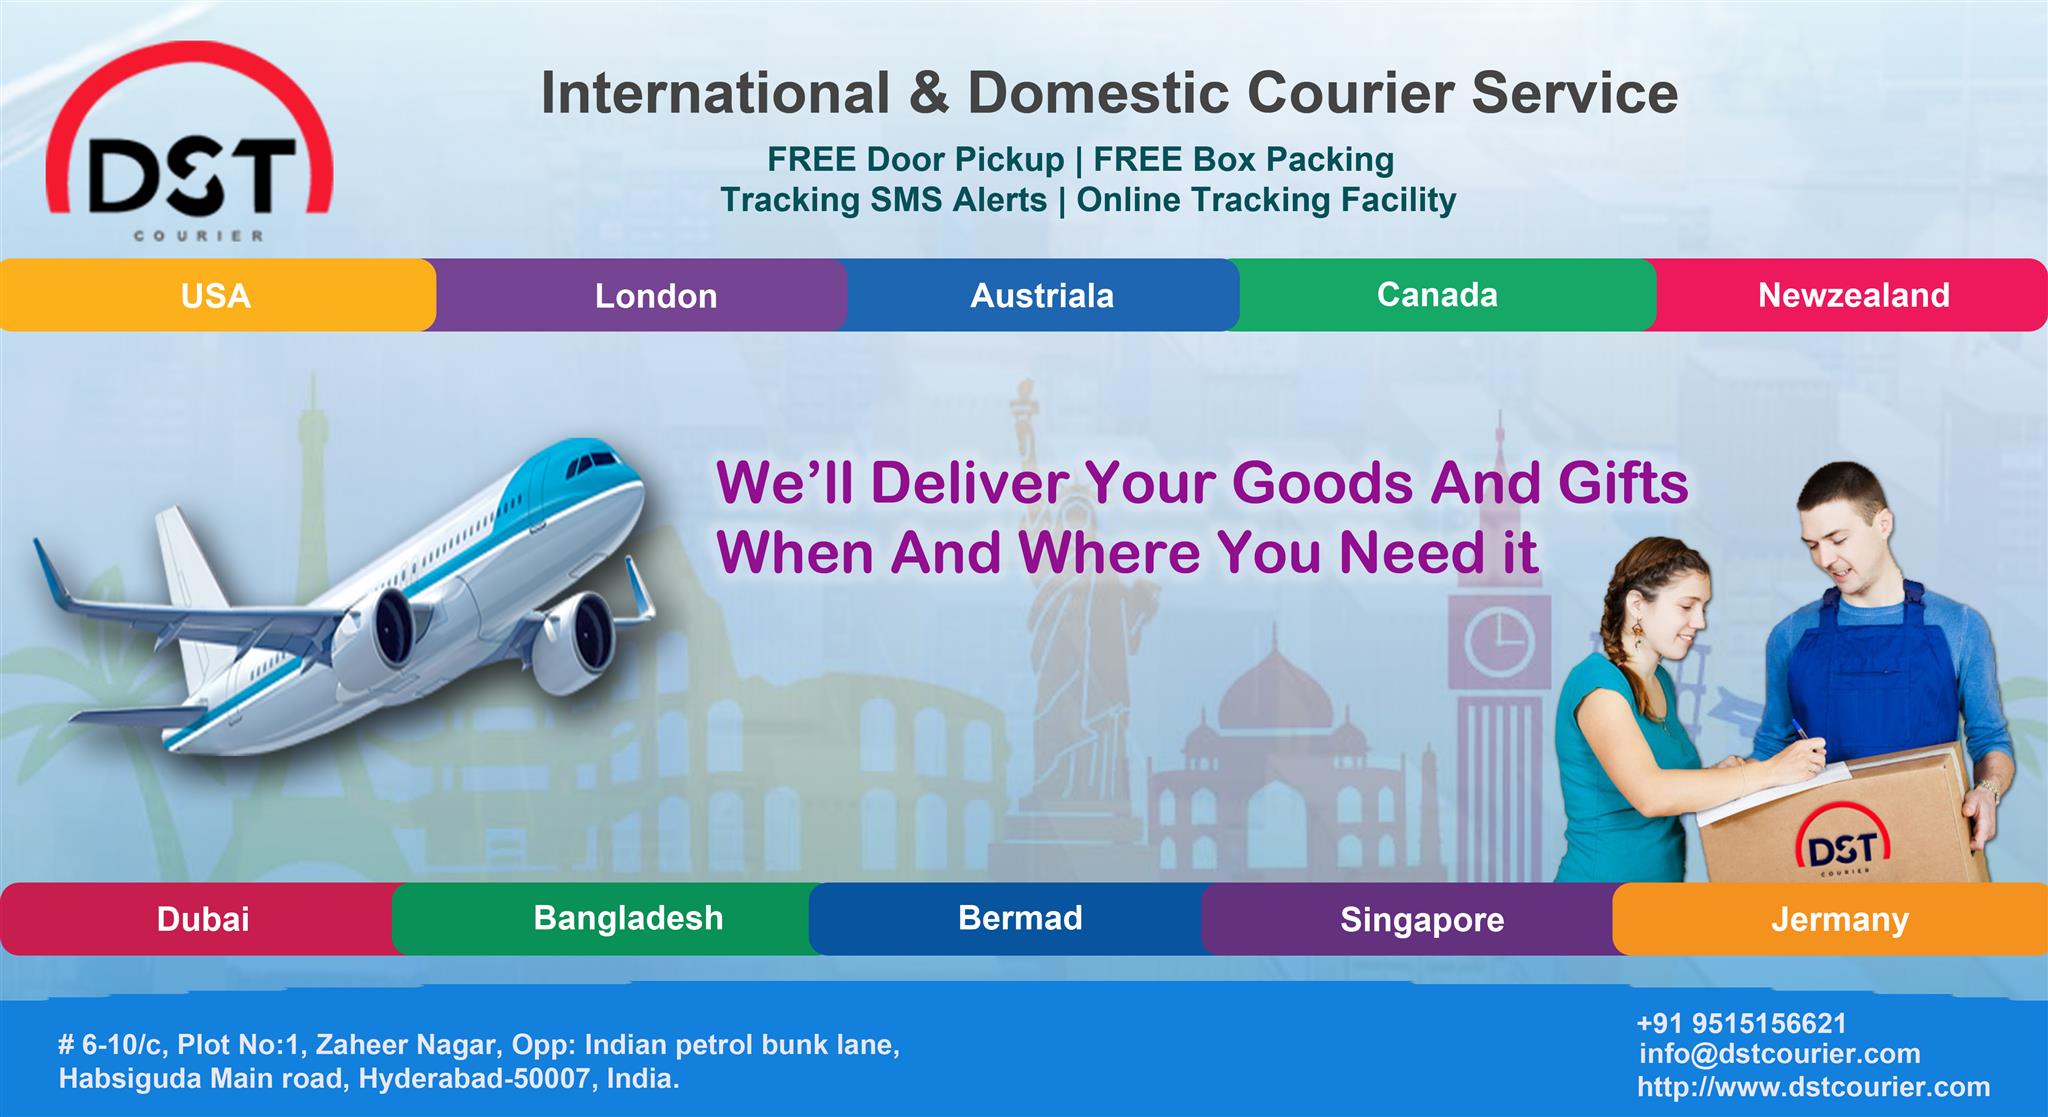 DST
COURIER
International & Domestic Courier Service
FREE Door Pickup | FREE Box Packing
Tracking SMS Alerts | Online Tracking Facility
USA
London
Austriala
Canada
Newzealand
We’ll Deliver Your Goods And Gifts
When And Where You Need it
DST
COURIER
Dubai
Bangladesh
Bermad
Singapore
Jermany
# 6-10/c, Plot No:1, Zaheer Nagar, Opp: Indian petrol bunk lane,
Habsiguda Main road, Hyderabad-50007, India.
+91 9515156621
info@dstcourier.com
http://www.dstcourier.com